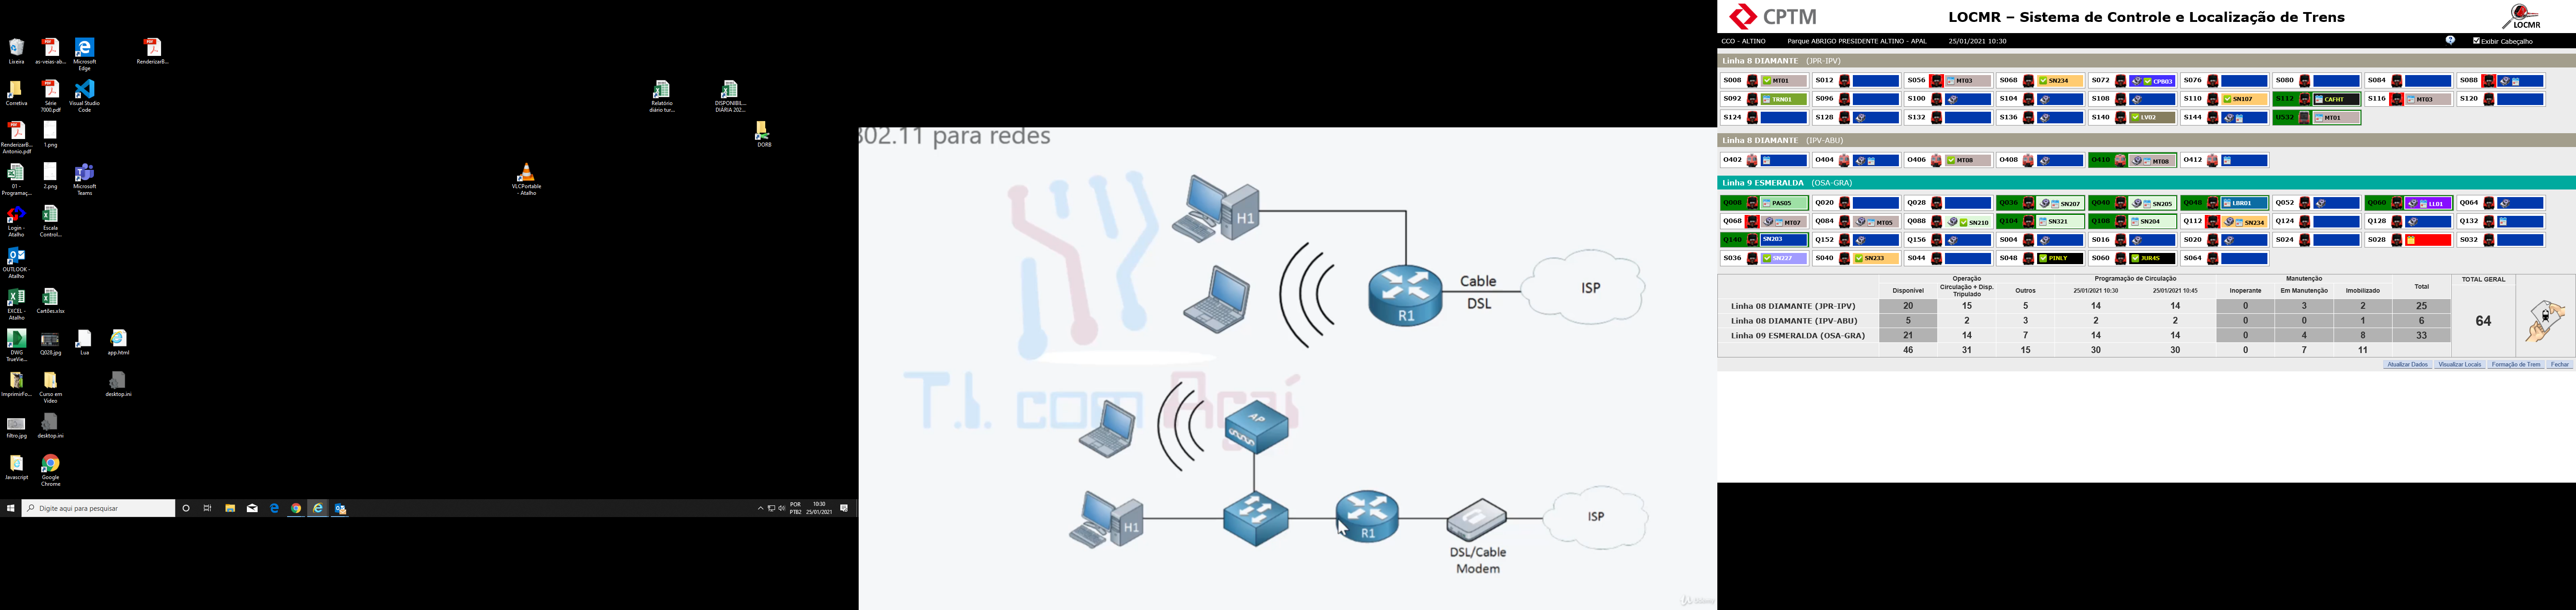 Lixeira
as-veias-ab...
Microsoft Edge
RenderizarB...
Corretiva
Série 7000.pdf
Visual Studio Code
Relatório diário tur...
DISPONIBIL... DIÁRIA 202...
RenderizarB... Antonio.pdf
1.png
DORB
01 - Programaç...
2.png
Microsoft Teams
VLCPortable - Atalho
Login - Atalho
Escala Control...
OUTLOOK - Atalho
EXCEL - Atalho
Cartões.xlsx
DWG TrueVie...
Q028.jpg
Lua
app.html
ImprimirFo...
Curso em Video
desktop.ini
filtro.jpg
desktop.ini
Javascript
Google Chrome
Digite aqui para pesquisar
POR
PTB2
10:30
25/01/2021
802.11 para redes
H1
R1
Cable
DSL
ISP
T.I. com Açaí
AP
H1
R1
DSL/Cable
Modem
ISP
CPTM
LOCMR – Sistema de Controle e Localização de Trens
LOCMR
CCO - ALTINO Parque ABRIGO PRESIDENTE ALTINO - APAL 25/01/2021 10:30 Exibir Cabeçalho
Linha 8 DIAMANTE (JPR-IPV)
S008 MT01 S012 S056 MT03 S068 SN234 S072 CPB03 S076 S080 S084 S088
S092 TRN01 S096 S100 S104 S108 S110 SN107 S112 CAFHT S116 MT03 S120
S124 S128 S132 S136 S140 LV02 S144 U532 MT01
Linha 8 DIAMANTE (IPV-ABU)
O402 O404 O406 MT08 O408 O410 MT08 O412
Linha 9 ESMERALDA (OSA-GRA)
Q008 PAS05 Q020 Q028 Q036 SN207 Q040 SN205 Q048 LBR01 Q052 Q060 LL01 Q064
Q068 MT07 Q084 MT05 Q088 SN210 Q104 SN321 Q108 SN204 Q112 SN234 Q124 Q128 Q132
Q140 SN203 Q152 Q156 S004 S016 S020 S024 S028 S032
S036 SN227 S040 SN233 S044 S048 PINLY S060 JUR4S S064
Operação Programação de Circulação Manutenção TOTAL GERAL
Disponível Circulação + Disp. Tripulado Outros 25/01/2021 10:30 25/01/2021 10:45 Inoperante Em Manutenção Imobilizado Total
Linha 08 DIAMANTE (JPR-IPV) 20 15 5 14 14 0 3 2 25
Linha 08 DIAMANTE (IPV-ABU) 5 2 3 2 2 0 0 1 6
Linha 09 ESMERALDA (OSA-GRA) 21 14 7 14 14 0 4 8 33
46 31 15 30 30 0 7 11
64
Atualizar Dados Visualizar Locais Formação de Trem Fechar